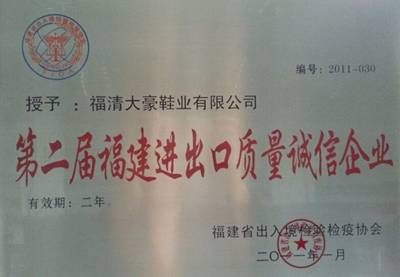 编号: 2011-030
授予 : 福清大豪鞋业有限公司
第二届福建进出口质量诚信企业
有效期: 二年。
福建省出入境检验检疫协会
二〇一一年一月